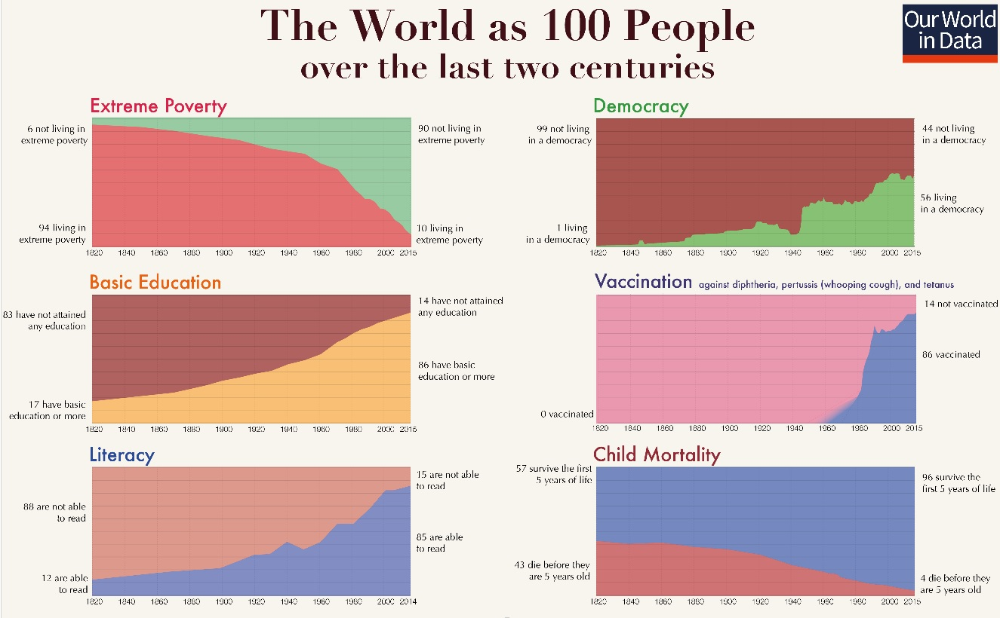 The World as 100 People
over the last two centuries
Our World
in Data
Extreme Poverty
6 not living in
extreme poverty
94 living in
extreme poverty
90 not living in
extreme poverty
10 living in
extreme poverty
1820 1840 1860 1880 1900 1920 1940 1960 1980 2000 2015
Democracy
99 not living
in a democracy
1 living
in a democracy
44 not living
in a democracy
56 living
in a democracy
1820 1840 1860 1880 1900 1920 1940 1960 1980 2000 2015
Basic Education
83 have not attained
any education
17 have basic
education or more
14 have not attained
any education
86 have basic
education or more
1820 1840 1860 1880 1900 1920 1940 1960 1980 2000 2015
Vaccination against diphtheria, pertussis (whooping cough), and tetanus
0 vaccinated
14 not vaccinated
86 vaccinated
1820 1840 1860 1880 1900 1920 1940 1960 1980 2000 2015
Literacy
88 are not able
to read
12 are able
to read
15 are not able
to read
85 are able
to read
1820 1840 1860 1880 1900 1920 1940 1960 1980 2000 2014
Child Mortality
57 survive the first
5 years of life
43 die before they
are 5 years old
96 survive the
first 5 years of life
4 die before they
are 5 years old
1820 1840 1860 1880 1900 1920 1940 1960 1980 2000 2015